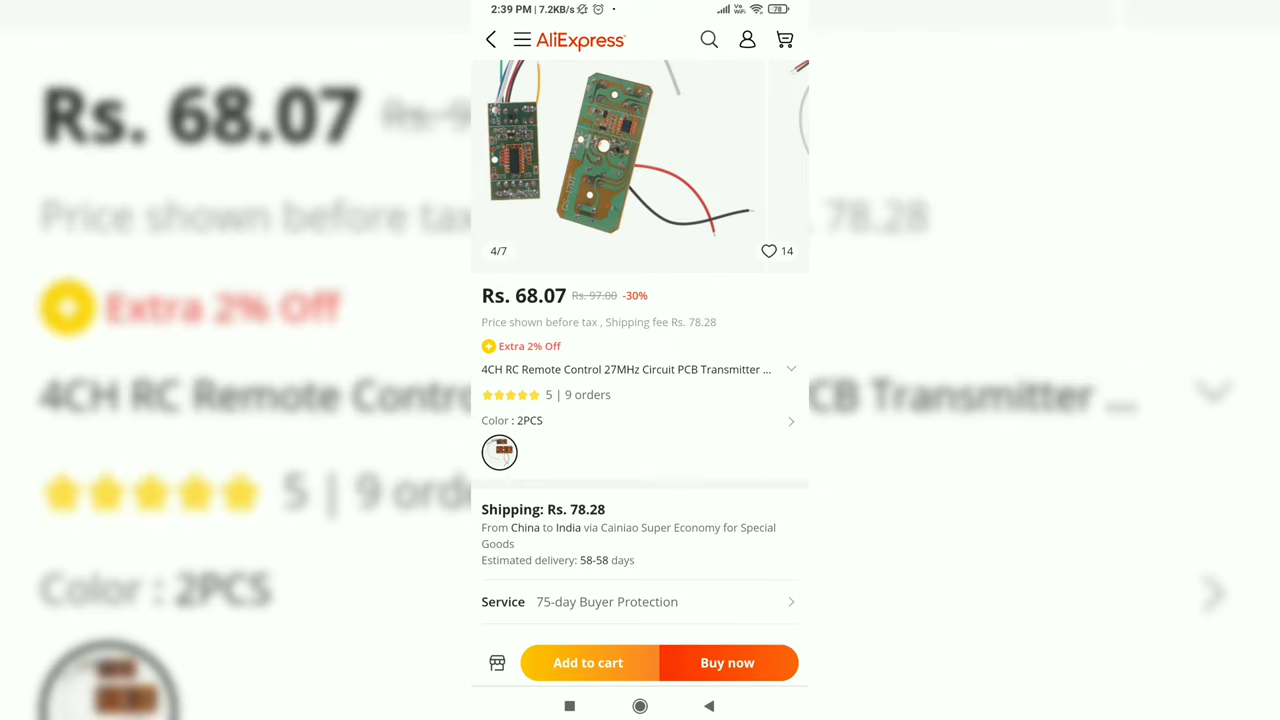 2:39 PM | 7.2KB/s
Vo WiFi 78
AliExpress
4/7
14
Rs. 68.07 Rs. 97.00 -30%
Price shown before tax , Shipping fee Rs. 78.28
Extra 2% Off
4CH RC Remote Control 27MHz Circuit PCB Transmitter ...
5 | 9 orders
Color : 2PCS
Shipping: Rs. 78.28
From China to India via Cainiao Super Economy for Special
Goods
Estimated delivery: 58-58 days
Service 75-day Buyer Protection
Add to cart
Buy now